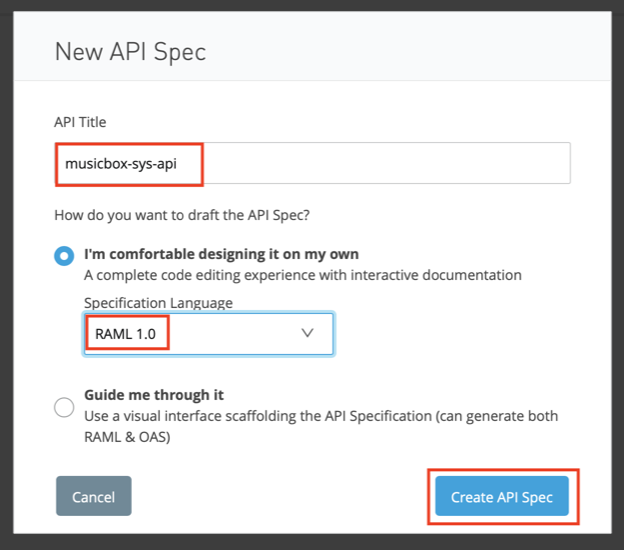 New API Spec
API Title
musicbox-sys-api
How do you want to draft the API Spec?
I'm comfortable designing it on my own
A complete code editing experience with interactive documentation
Specification Language
RAML 1.0
Guide me through it
Use a visual interface scaffolding the API Specification (can generate both
RAML & OAS)
Cancel
Create API Spec